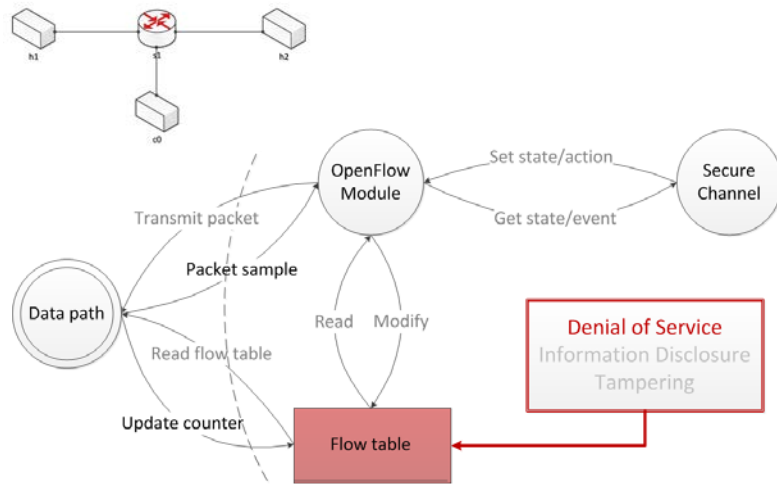 h1
s1
h2
c0
OpenFlow
Module
Set state/action
Secure
Channel
Get state/event
Transmit packet
Packet sample
Data path
Read
Modify
Denial of Service
Information Disclosure
Tampering
Read flow table
Update counter
Flow table